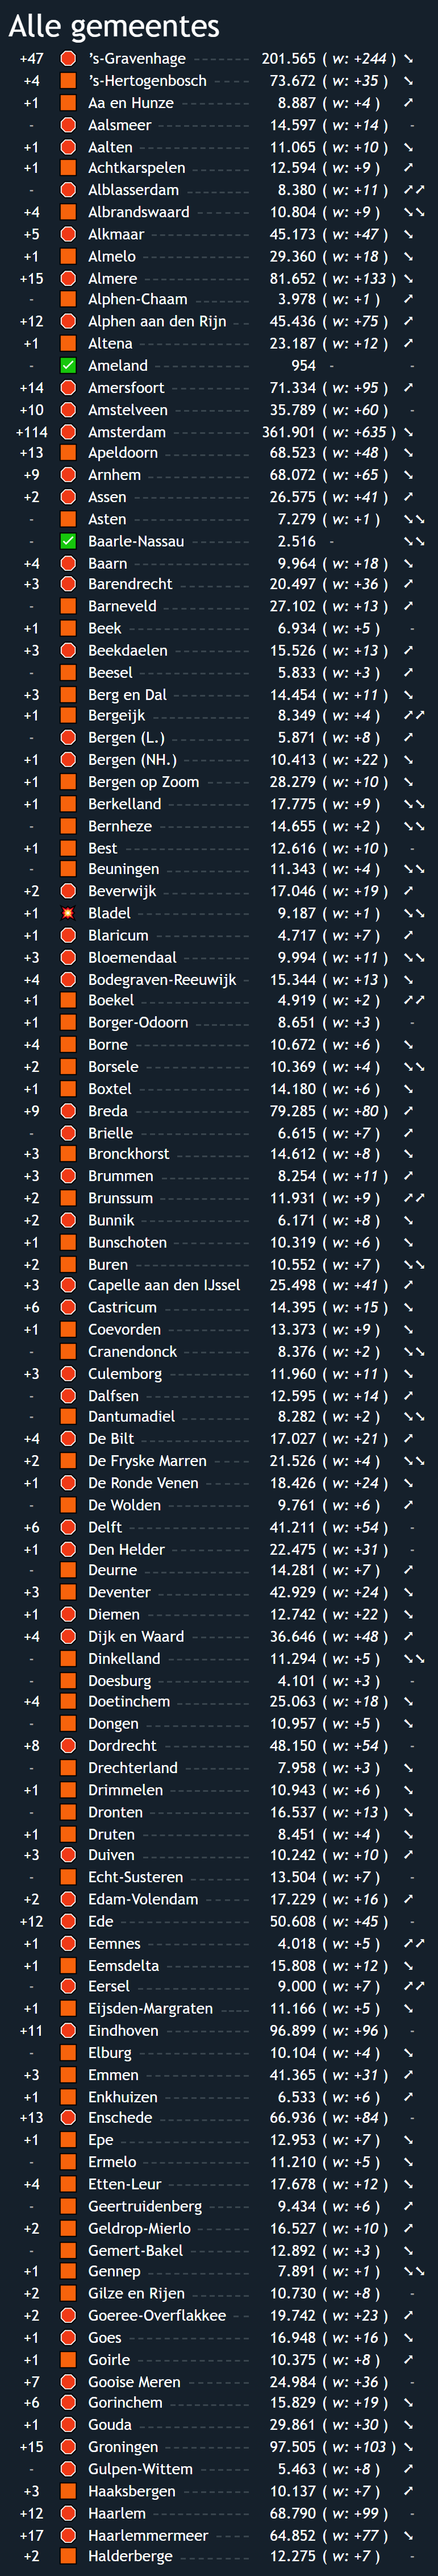 Alle gemeentes
+47 's-Gravenhage 201.565 ( w: +244 ) ↘
+4 's-Hertogenbosch 73.672 ( w: +35 ) ↘
+1 Aa en Hunze 8.887 ( w: +4 ) ↗
- Aalsmeer 14.597 ( w: +14 ) -
+1 Aalten 11.065 ( w: +10 ) ↘
+1 Achtkarspelen 12.594 ( w: +9 ) ↗
- Alblasserdam 8.380 ( w: +11 ) ↗↗
+4 Albrandswaard 10.804 ( w: +9 ) ↘↘
+5 Alkmaar 45.173 ( w: +47 ) ↘
+1 Almelo 29.360 ( w: +18 ) ↘
+15 Almere 81.652 ( w: +133 ) ↘
- Alphen-Chaam 3.978 ( w: +1 ) ↗
+12 Alphen aan den Rijn 45.436 ( w: +75 ) ↗
+1 Altena 23.187 ( w: +12 ) ↗
- Ameland 954 - -
+14 Amersfoort 71.334 ( w: +95 ) ↗
+10 Amstelveen 35.789 ( w: +60 ) -
+114 Amsterdam 361.901 ( w: +635 ) ↘
+13 Apeldoorn 68.523 ( w: +48 ) ↘
+9 Arnhem 68.072 ( w: +65 ) ↘
+2 Assen 26.575 ( w: +41 ) ↗
- Asten 7.279 ( w: +1 ) ↘↘
- Baarle-Nassau 2.516 - ↘↘
+4 Baarn 9.964 ( w: +18 ) ↘
+3 Barendrecht 20.497 ( w: +36 ) ↗
- Barneveld 27.102 ( w: +13 ) ↗
+1 Beek 6.934 ( w: +5 ) -
+3 Beekdaelen 15.526 ( w: +13 ) ↗
- Beesel 5.833 ( w: +3 ) ↗
+3 Berg en Dal 14.454 ( w: +11 ) ↘
+1 Bergeijk 8.349 ( w: +4 ) ↗↗
- Bergen (L.) 5.871 ( w: +8 ) ↗
+1 Bergen (NH.) 10.413 ( w: +22 ) ↘
+1 Bergen op Zoom 28.279 ( w: +10 ) ↘
+1 Berkelland 17.775 ( w: +9 ) ↘↘
- Bernheze 14.655 ( w: +2 ) ↘↘
+1 Best 12.616 ( w: +10 ) -
- Beuningen 11.343 ( w: +4 ) ↘↘
+2 Beverwijk 17.046 ( w: +19 ) ↗
+1 Bladel 9.187 ( w: +1 ) ↘↘
+1 Blaricum 4.717 ( w: +7 ) ↗
+3 Bloemendaal 9.994 ( w: +11 ) ↘↘
+4 Bodegraven-Reeuwijk 15.344 ( w: +13 ) ↘
+1 Boekel 4.919 ( w: +2 ) ↗↗
+1 Borger-Odoorn 8.651 ( w: +3 ) -
+4 Borne 10.672 ( w: +6 ) ↘
+2 Borsele 10.369 ( w: +4 ) ↘↘
+1 Boxtel 14.180 ( w: +6 ) ↘
+9 Breda 79.285 ( w: +80 ) ↗
- Brielle 6.615 ( w: +7 ) ↗
+3 Bronckhorst 14.612 ( w: +8 ) ↘
+3 Brummen 8.254 ( w: +11 ) ↗
+2 Brunssum 11.931 ( w: +9 ) ↗↗
+2 Bunnik 6.171 ( w: +8 ) ↘
+1 Bunschoten 10.319 ( w: +6 ) ↘
+2 Buren 10.552 ( w: +7 ) ↘↘
+3 Capelle aan den IJssel 25.498 ( w: +41 ) ↗
+6 Castricum 14.395 ( w: +15 ) ↘
+1 Coevorden 13.373 ( w: +9 ) ↘
- Cranendonck 8.376 ( w: +2 ) ↘↘
+3 Culemborg 11.960 ( w: +11 ) ↘
- Dalfsen 12.595 ( w: +14 ) ↗
- Dantumadiel 8.282 ( w: +2 ) ↘↘
+4 De Bilt 17.027 ( w: +21 ) ↗
+2 De Fryske Marren 21.526 ( w: +4 ) ↘↘
+1 De Ronde Venen 18.426 ( w: +24 ) ↘
- De Wolden 9.761 ( w: +6 ) ↗
+6 Delft 41.211 ( w: +54 ) -
+1 Den Helder 22.475 ( w: +31 ) -
- Deurne 14.281 ( w: +7 ) ↗
+3 Deventer 42.929 ( w: +24 ) ↘
+1 Diemen 12.742 ( w: +22 ) ↘
+4 Dijk en Waard 36.646 ( w: +48 ) ↗
- Dinkelland 11.294 ( w: +5 ) ↘↘
- Doesburg 4.101 ( w: +3 ) -
+4 Doetinchem 25.063 ( w: +18 ) ↘
- Dongen 10.957 ( w: +5 ) ↘
+8 Dordrecht 48.150 ( w: +54 ) -
- Drechterland 7.958 ( w: +3 ) ↘
+1 Drimmelen 10.943 ( w: +6 ) ↘
- Dronten 16.537 ( w: +13 ) ↘
+1 Druten 8.451 ( w: +4 ) ↘
+3 Duiven 10.242 ( w: +10 ) ↗
- Echt-Susteren 13.504 ( w: +7 ) -
+2 Edam-Volendam 17.229 ( w: +16 ) ↗
+12 Ede 50.608 ( w: +45 ) -
+1 Eemnes 4.018 ( w: +5 ) ↗↗
+1 Eemsdelta 15.808 ( w: +12 ) ↘
- Eersel 9.000 ( w: +7 ) ↗↗
+1 Eijsden-Margraten 11.166 ( w: +5 ) ↘
+11 Eindhoven 96.899 ( w: +96 ) -
- Elburg 10.104 ( w: +4 ) ↘
+3 Emmen 41.365 ( w: +31 ) ↗
+1 Enkhuizen 6.533 ( w: +6 ) ↗
+13 Enschede 66.936 ( w: +84 ) -
+1 Epe 12.953 ( w: +7 ) ↘
- Ermelo 11.210 ( w: +5 ) ↘
+4 Etten-Leur 17.678 ( w: +12 ) ↘
- Geertruidenberg 9.434 ( w: +6 ) ↗
+2 Geldrop-Mierlo 16.527 ( w: +10 ) ↗
- Gemert-Bakel 12.892 ( w: +3 ) ↘
+1 Gennep 7.891 ( w: +1 ) ↘↘
+2 Gilze en Rijen 10.730 ( w: +8 ) -
+2 Goeree-Overflakkee 19.742 ( w: +23 ) ↗
+1 Goes 16.948 ( w: +16 ) ↘
+1 Goirle 10.375 ( w: +8 ) ↗
+7 Gooise Meren 24.984 ( w: +36 ) -
+6 Gorinchem 15.829 ( w: +19 ) ↘
+1 Gouda 29.861 ( w: +30 ) ↘
+15 Groningen 97.505 ( w: +103 ) ↘
- Gulpen-Wittem 5.463 ( w: +8 ) ↗
+3 Haaksbergen 10.137 ( w: +7 ) ↗
+12 Haarlem 68.790 ( w: +99 ) -
+17 Haarlemmermeer 64.852 ( w: +77 ) ↘
+2 Halderberge 12.275 ( w: +7 ) -